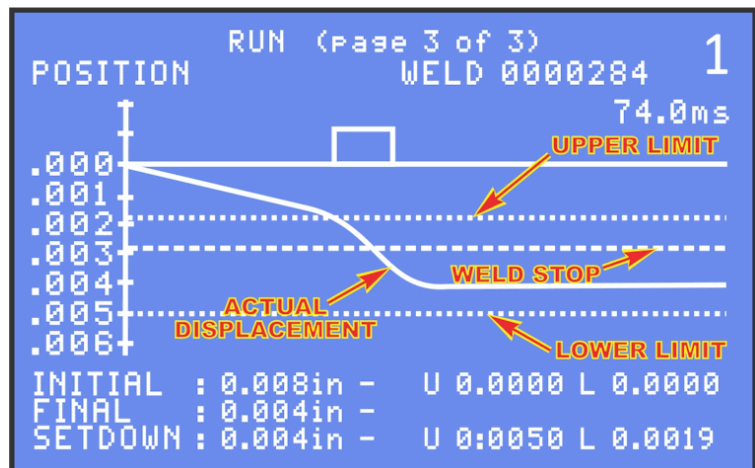 RUN (page 3 of 3)
1
POSITION WELD 0000284
74.0ms
UPPER LIMIT
.000
.001
.002
.003
WELD STOP
.004
ACTUAL
DISPLACEMENT
.005
.006
LOWER LIMIT
INITIAL : 0.008in - U 0.0000 L 0.0000
FINAL : 0.004in -
SETDOWN : 0.004in - U 0:0050 L 0.0019